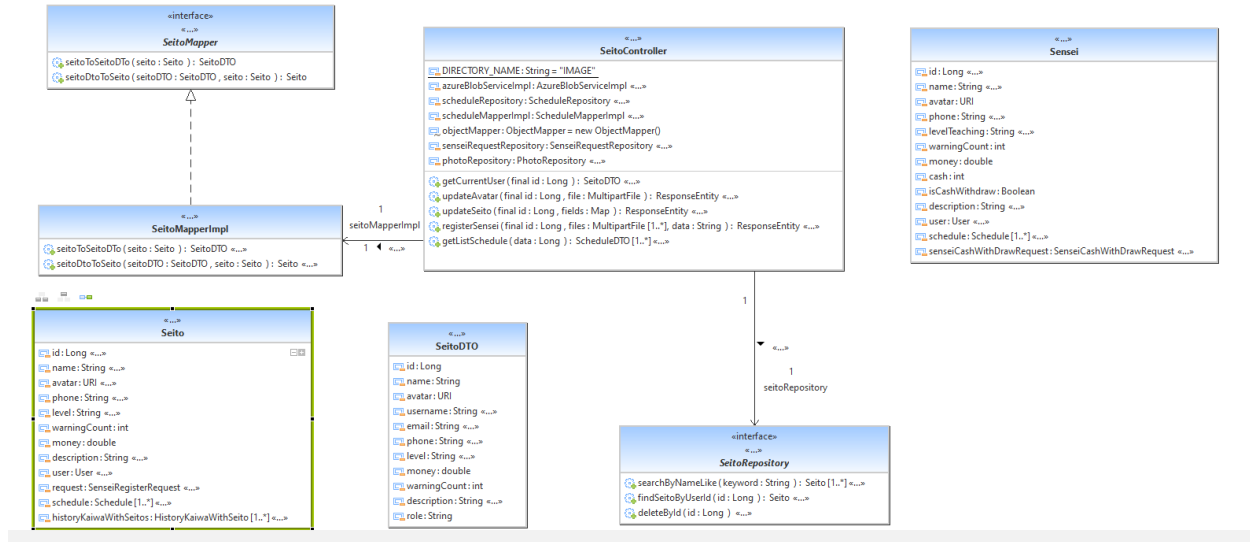 «interface»
«...»
SeitoMapper
seitoToSeitoDTo ( seito : Seito ) : SeitoDTO
seitoDtoToSeito ( seitoDTO : SeitoDTO , seito : Seito ) : Seito
«...»
SeitoController
DIRECTORY_NAME : String = "IMAGE"
azureBlobServiceImpl : AzureBlobServiceImpl «...»
scheduleRepository : ScheduleRepository «...»
scheduleMapperImpl : ScheduleMapperImpl «...»
objectMapper : ObjectMapper = new ObjectMapper()
senseiRequestRepository : SenseiRequestRepository «...»
photoRepository : PhotoRepository «...»
getCurrentUser ( final id : Long ) : SeitoDTO «...»
updateAvatar ( final id : Long , file : MultipartFile ) : ResponseEntity «...»
updateSeito ( final id : Long , fields : Map ) : ResponseEntity «...»
registerSensei ( final id : Long , files : MultipartFile [1..*], data : String ) : ResponseEntity «...»
getListSchedule ( data : Long ) : ScheduleDTO [1..*] «...»
«...»
Sensei
id : Long «...»
name : String «...»
avatar : URI
phone : String «...»
levelTeaching : String «...»
warningCount : int
money : double
cash : int
isCashWithdraw : Boolean
description : String «...»
user : User «...»
schedule : Schedule [1..*] «...»
senseiCashWithDrawRequest : SenseiCashWithDrawRequest «...»
«...»
SeitoMapperImpl
seitoToSeitoDTo ( seito : Seito ) : SeitoDTO «...»
seitoDtoToSeito ( seitoDTO : SeitoDTO , seito : Seito ) : Seito «...»
1
seitoMapperImpl
1 «...»
«...»
Seito
id : Long «...»
name : String «...»
avatar : URI «...»
phone : String «...»
level : String «...»
warningCount : int
money : double
description : String «...»
user : User «...»
request : SenseiRegisterRequest «...»
schedule : Schedule [1..*] «...»
historyKaiwaWithSeitos : HistoryKaiwaWithSeito [1..*] «...»
«...»
SeitoDTO
id : Long
name : String
avatar : URI
username : String «...»
email : String «...»
phone : String «...»
level : String «...»
money : double
warningCount : int
description : String «...»
role : String
1
«...»
1
seitoRepository
«interface»
«...»
SeitoRepository
searchByNameLike ( keyword : String ) : Seito [1..*] «...»
findSeitoByUserId ( id : Long ) : Seito «...»
deleteById ( id : Long ) «...»